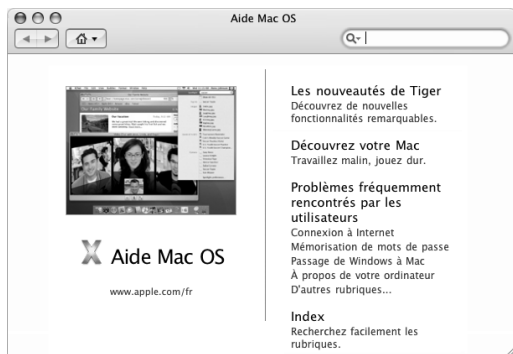 Aide Mac OS
Aide Mac OS
www.apple.com/fr
Les nouveautés de Tiger
Découvrez de nouvelles
fonctionnalités remarquables.
Découvrez votre Mac
Travaillez malin, jouez dur.
Problèmes fréquemment
rencontrés par les
utilisateurs
Connexion à Internet
Mémorisation de mots de passe
Passage de Windows à Mac
À propos de votre ordinateur
D'autres rubriques...
Index
Recherchez facilement les
rubriques.